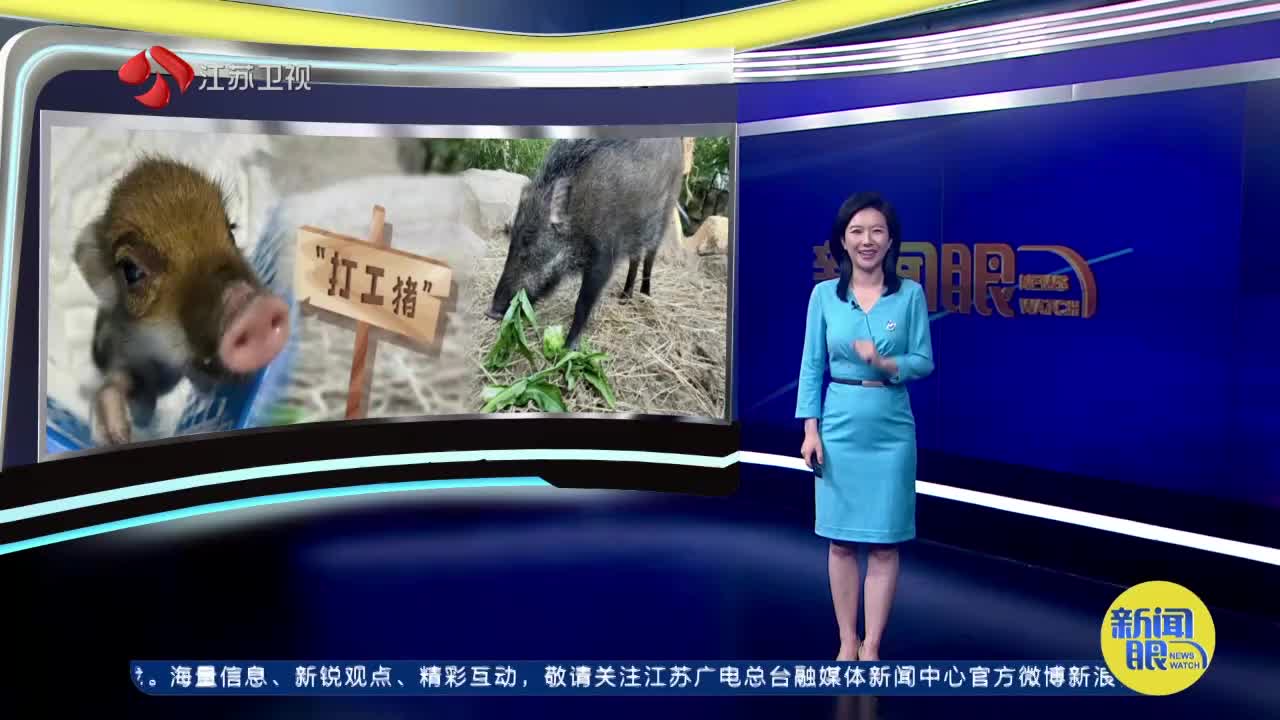 江苏卫视
"打工猪"
新闻眼
NEWS
WATCH
新闻
眼
NEWS
WATCH
。海量信息、新锐观点、精彩互动，敬请关注江苏广电总台融媒体新闻中心官方微博新浪